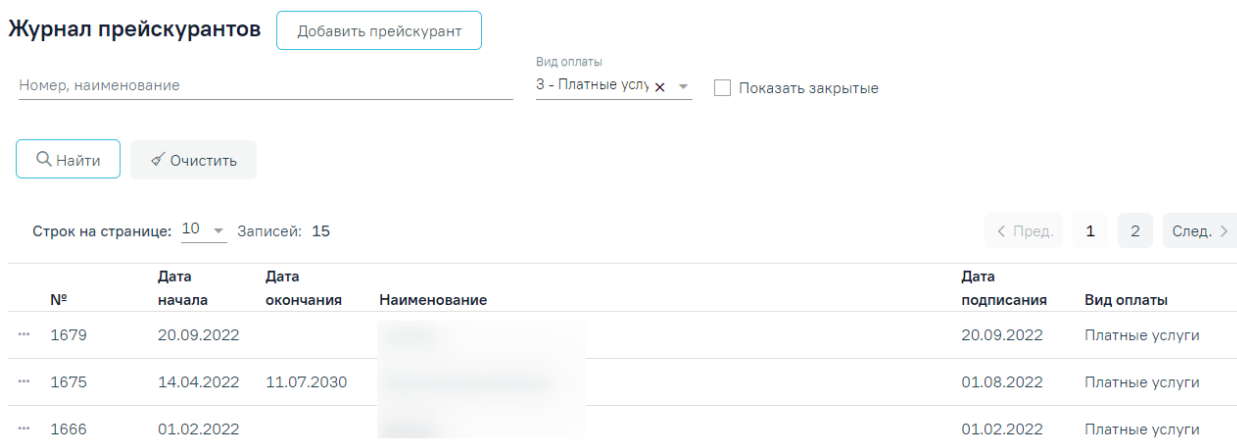 Журнал прейскурантов Добавить прейскурант
Вид оплаты
Номер, наименование 3 - Платные услу × Показать закрытые
Найти Очистить
Строк на странице: 10 Записей: 15 < Пред. 1 2 След. >
Дата Дата Дата
№ начала окончания Наименование подписания Вид оплаты
... 1679 20.09.2022 20.09.2022 Платные услуги
... 1675 14.04.2022 11.07.2030 01.08.2022 Платные услуги
... 1666 01.02.2022 01.02.2022 Платные услуги